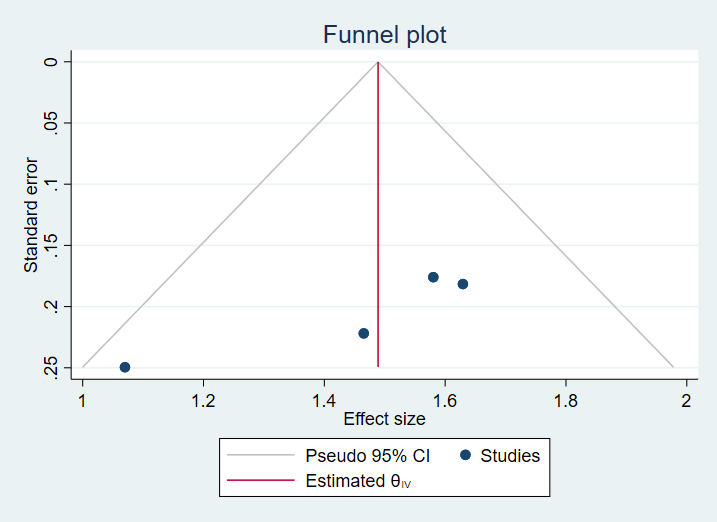 Funnel plot
Standard error
0
.05
.1
.15
.2
.25
1
1.2
1.4
1.6
1.8
2
Effect size
Pseudo 95% CI
Studies
Estimated θIV